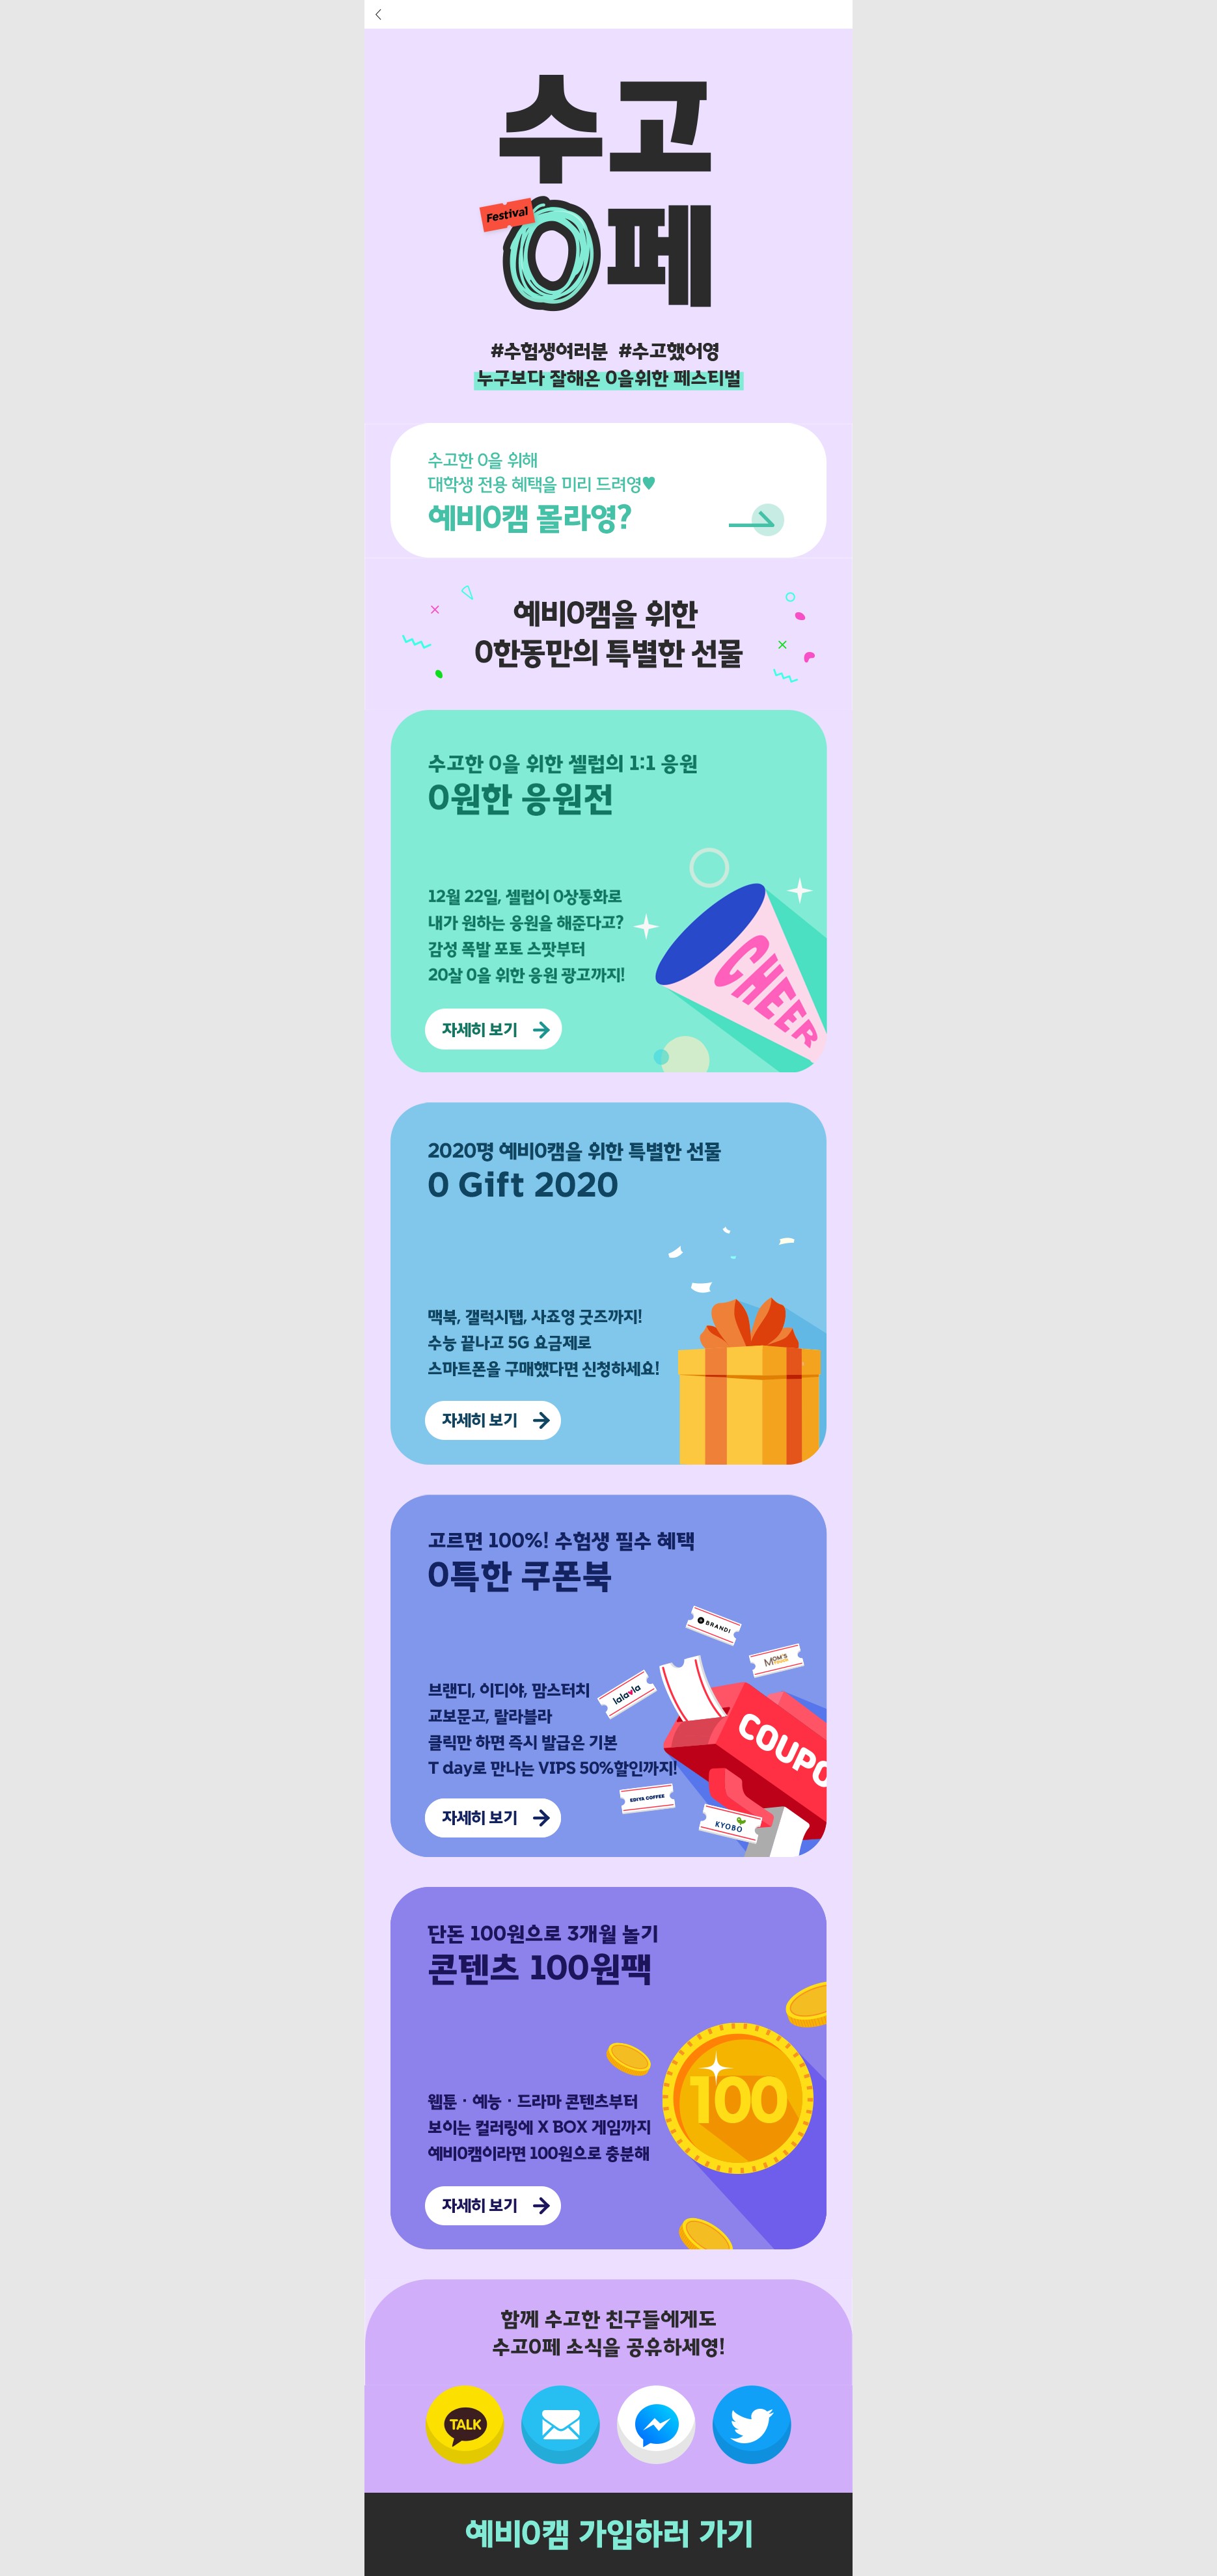 수고
0페
Festival
#수험생여러분 #수고했어영
누구보다 잘해온 0을위한 페스티벌
수고한 0을 위해
대학생 전용 혜택을 미리 드려영♥
예비0캠 몰라영?
예비0캠을 위한
0한동만의 특별한 선물
수고한 0을 위한 셀럽의 1:1 응원
0원한 응원전
12월 22일, 셀럽이 0상통화로
내가 원하는 응원을 해준다고?
감성 폭발 포토 스팟부터
20살 0을 위한 응원 광고까지!
CHEER
자세히 보기
2020명 예비0캠을 위한 특별한 선물
0 Gift 2020
맥북, 갤럭시탭, 사죠영 굿즈까지!
수능 끝나고 5G 요금제로
스마트폰을 구매했다면 신청하세요!
자세히 보기
고르면 100%! 수험생 필수 혜택
0특한 쿠폰북
BRANDI
MOM'S
lalavla
브랜디, 이디야, 맘스터치
교보문고, 랄라블라
클릭만 하면 즉시 발급은 기본
T day로 만나는 VIPS 50%할인까지!
COUPO
EDIYA COFFEE
KYOBO
자세히 보기
단돈 100원으로 3개월 놀기
콘텐츠 100원팩
100
웹툰 · 예능 · 드라마 콘텐츠부터
보이는 컬러링에 X BOX 게임까지
예비0캠이라면 100원으로 충분해
자세히 보기
함께 수고한 친구들에게도
수고0페 소식을 공유하세영!
TALK
예비0캠 가입하러 가기